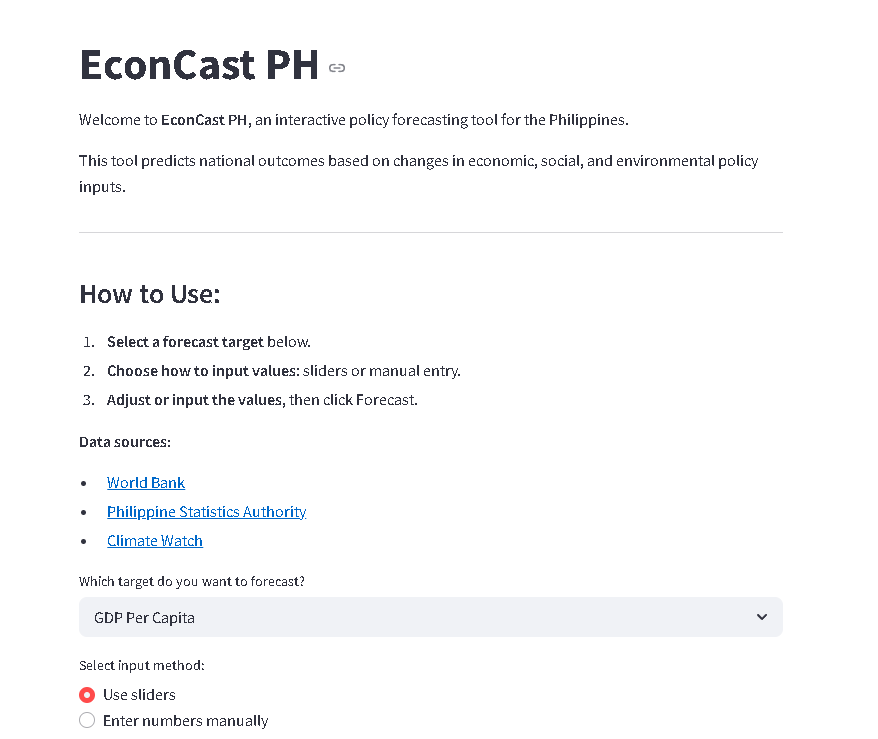 EconCast PH
Welcome to EconCast PH, an interactive policy forecasting tool for the Philippines.
This tool predicts national outcomes based on changes in economic, social, and environmental policy
inputs.
How to Use:
1. Select a forecast target below.
2. Choose how to input values: sliders or manual entry.
3. Adjust or input the values, then click Forecast.
Data sources:
• World Bank
• Philippine Statistics Authority
• Climate Watch
Which target do you want to forecast?
GDP Per Capita
Select input method:
Use sliders
Enter numbers manually